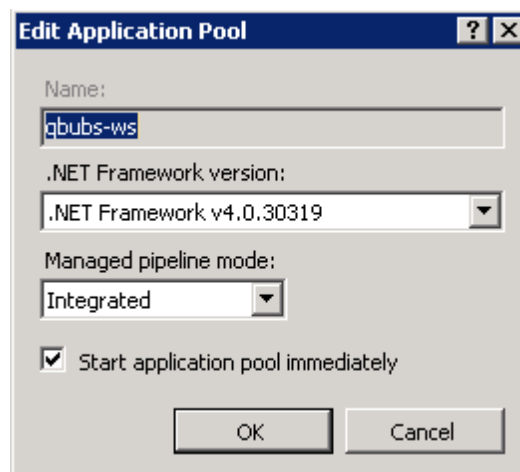 Edit Application Pool
Name:
qbubs-ws
.NET Framework version:
.NET Framework v4.0.30319
Managed pipeline mode:
Integrated
Start application pool immediately
OK
Cancel